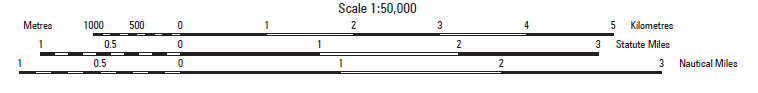 Scale 1:50,000
Metres 1000 500 0 1 2 3 4 5 Kilometres
1 0.5 0 1 2 3 Statute Miles
1 0.5 0 1 2 3 Nautical Miles